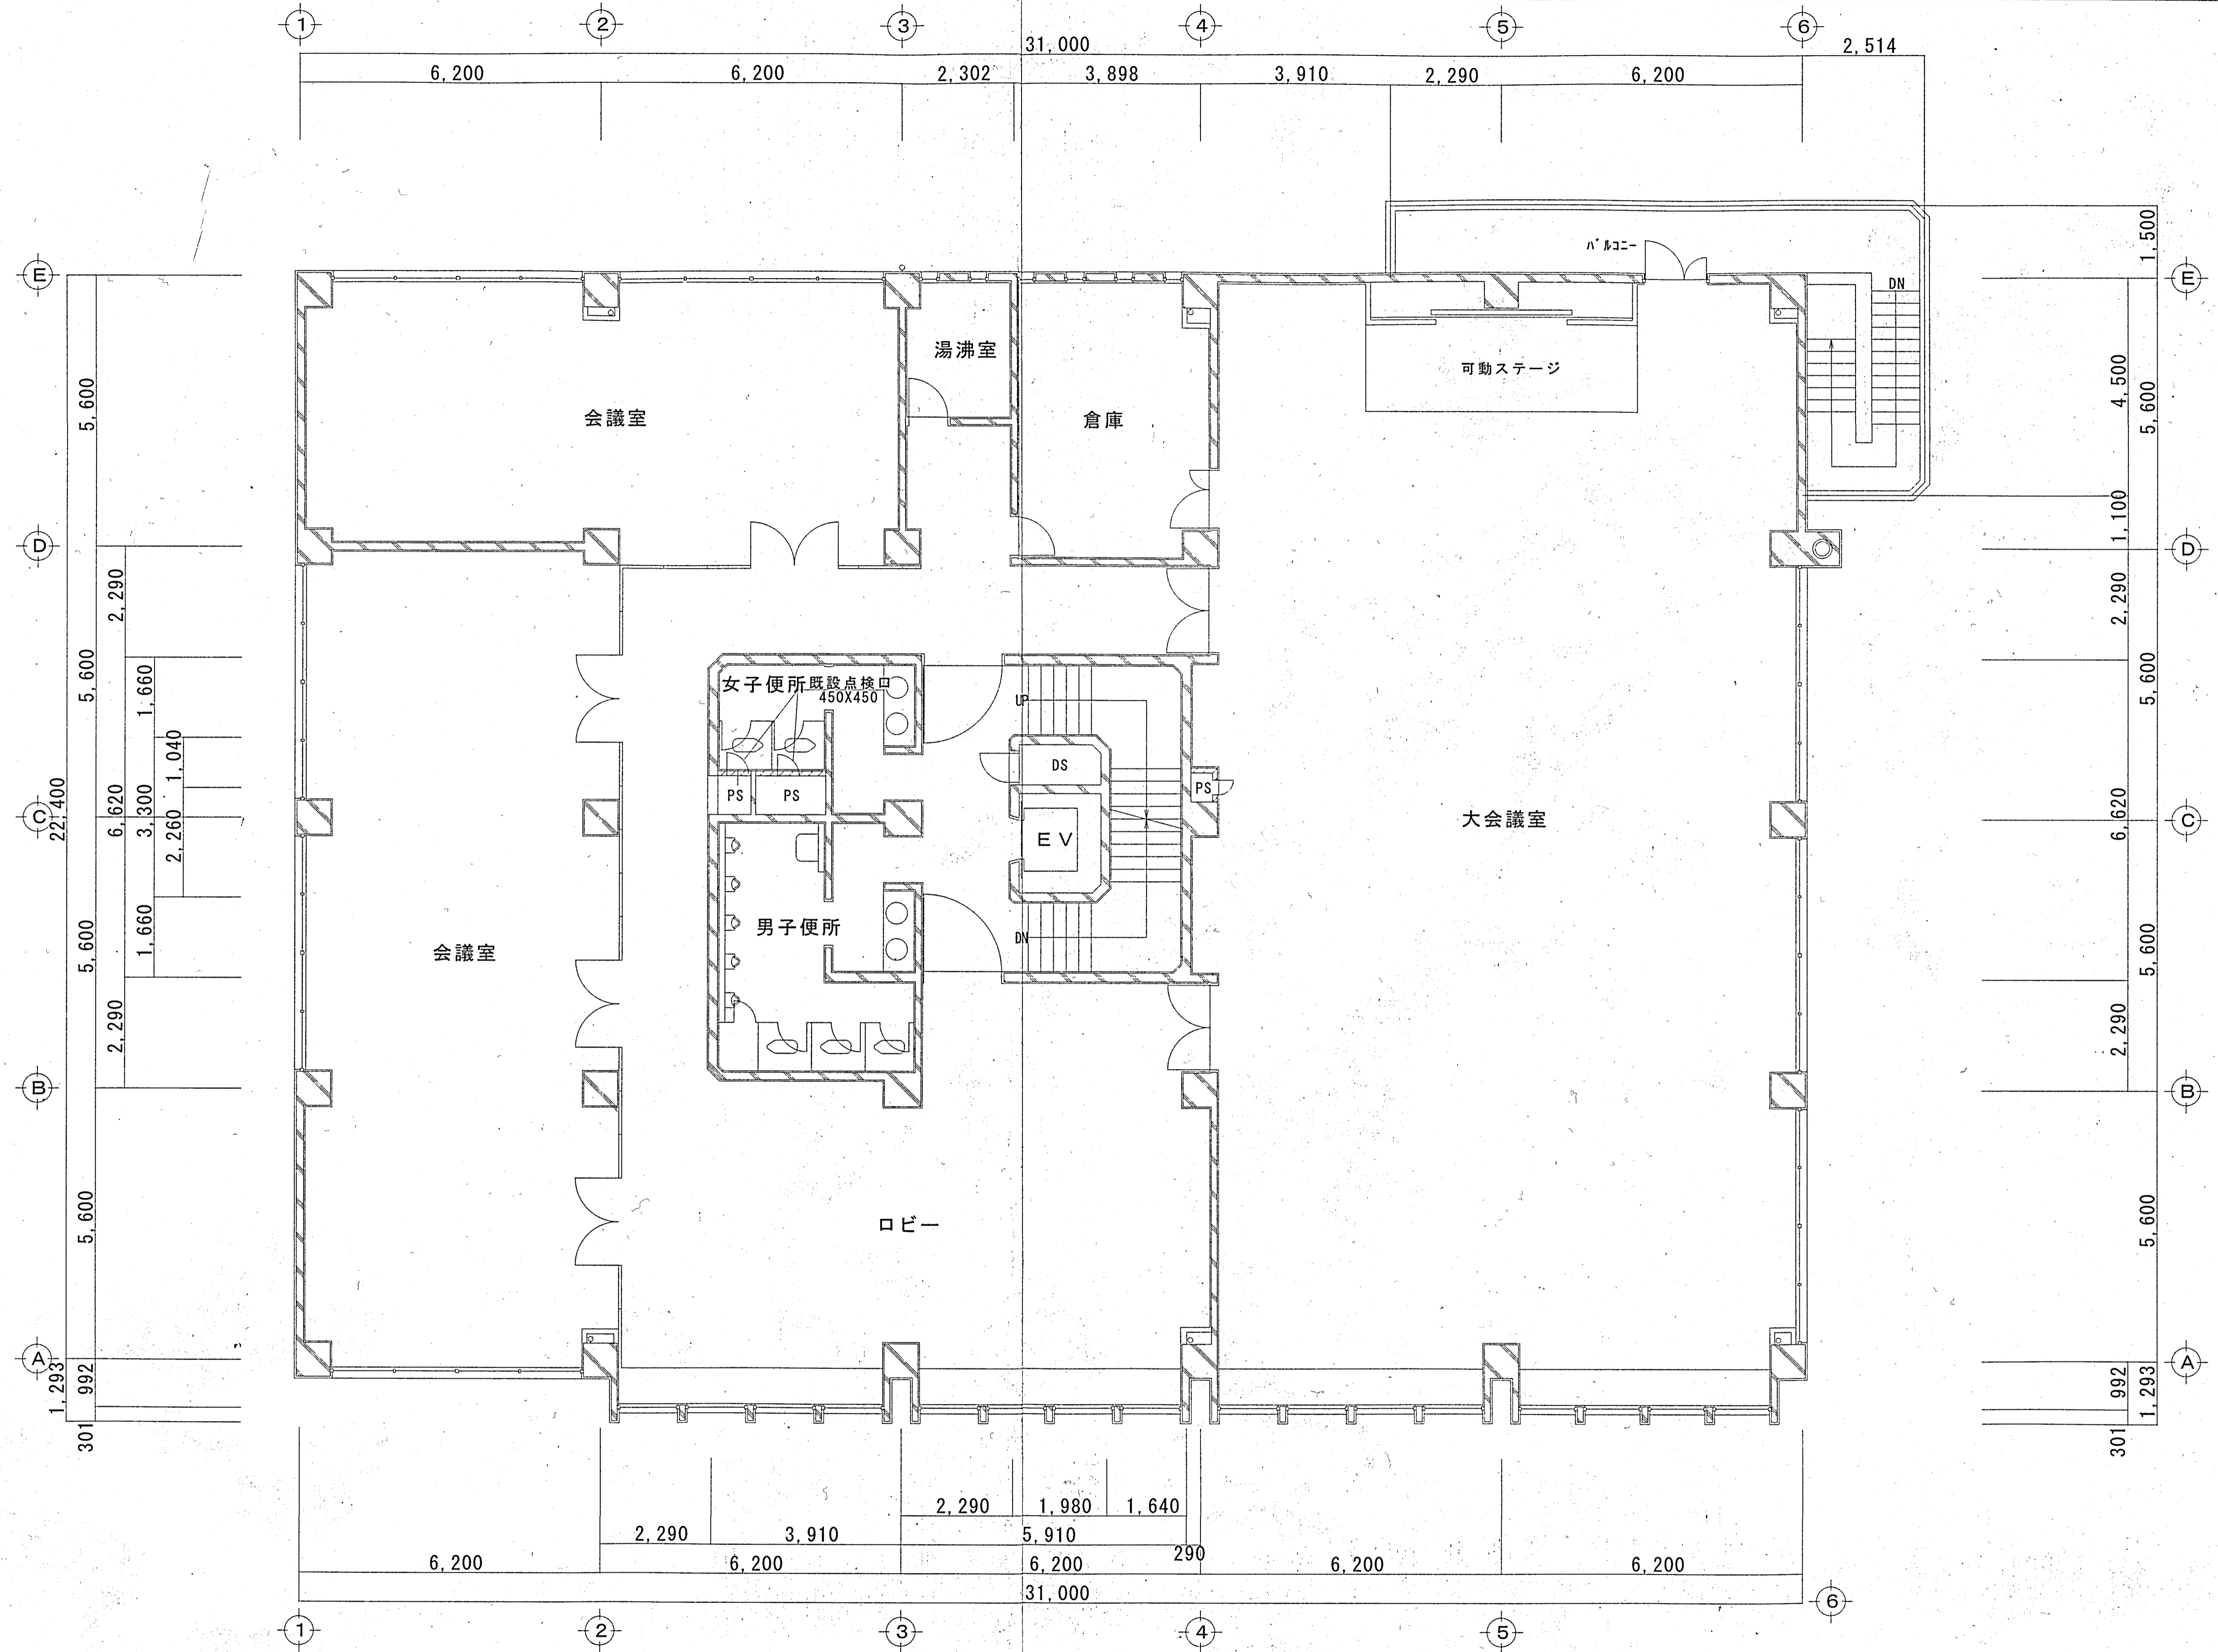 1 2 3 4 5 6
31,000 2,514
6,200 6,200 2,302 3,898 3,910 2,290 6,200
1,500
バルコニー
E E
DN
湯沸室
可動ステージ
4,500
5,600 5,600
会議室
倉庫
1,100
D D
2,290 2,290
5,600 1,660 5,600
女子便所 既設点検口
450X450
UP
1,040
DS
PS PS PS
22,400 6,620 3,300 6,620
C C
大会議室
2,260
EV
男子便所
DN
会議室
5,600 1,660 5,600
2,290 2,290
B B
5,600 5,600
ロビー
A A
1,293 992 992 1,293
301 301
2,290 1,980 1,640
2,290 3,910 5,910
290
6,200 6,200 6,200 6,200 6,200
31,000
6
1 2 3 4 5